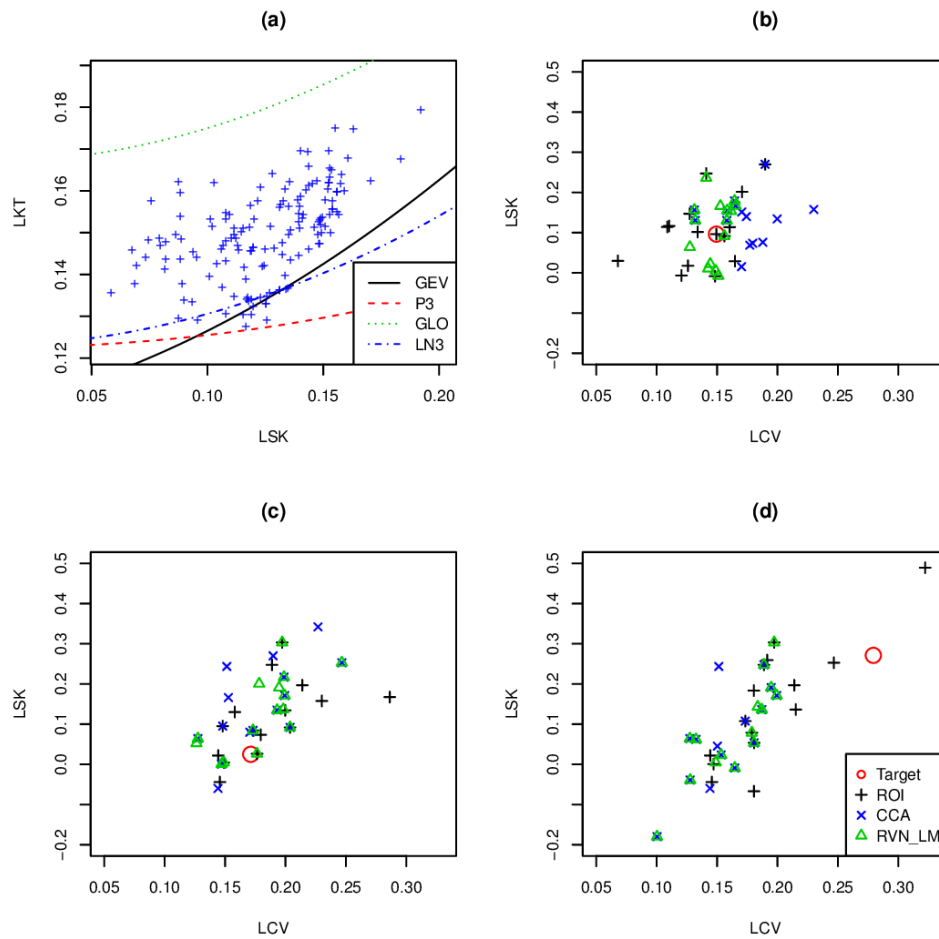 (a)
LKT
0.18
0.16
0.14
0.12
GEV
P3
GLO
LN3
0.05 0.10 0.15 0.20
LSK
(b)
LSK
0.5
0.4
0.3
0.2
0.1
0.0
−0.2
0.05 0.10 0.15 0.20 0.25 0.30
LCV
(c)
LSK
0.5
0.4
0.3
0.2
0.1
0.0
−0.2
0.05 0.10 0.15 0.20 0.25 0.30
LCV
(d)
LSK
0.5
0.4
0.3
0.2
0.1
0.0
−0.2
Target
ROI
CCA
RVN_LM
0.05 0.10 0.15 0.20 0.25 0.30
LCV